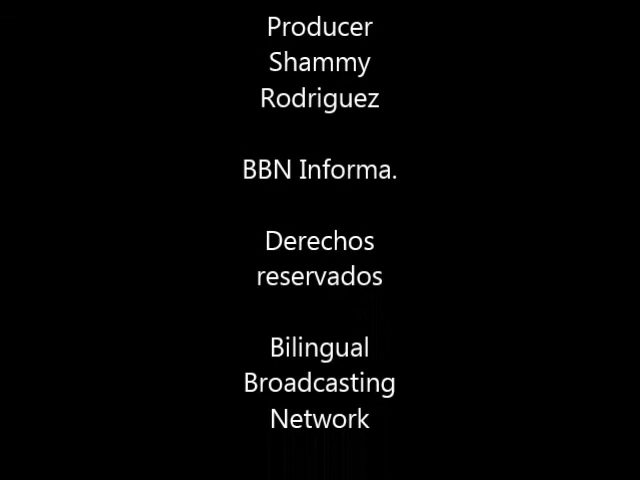 Producer
Shammy
Rodriguez
BBN Informa.
Derechos
reservados
Bilingual
Broadcasting
Network